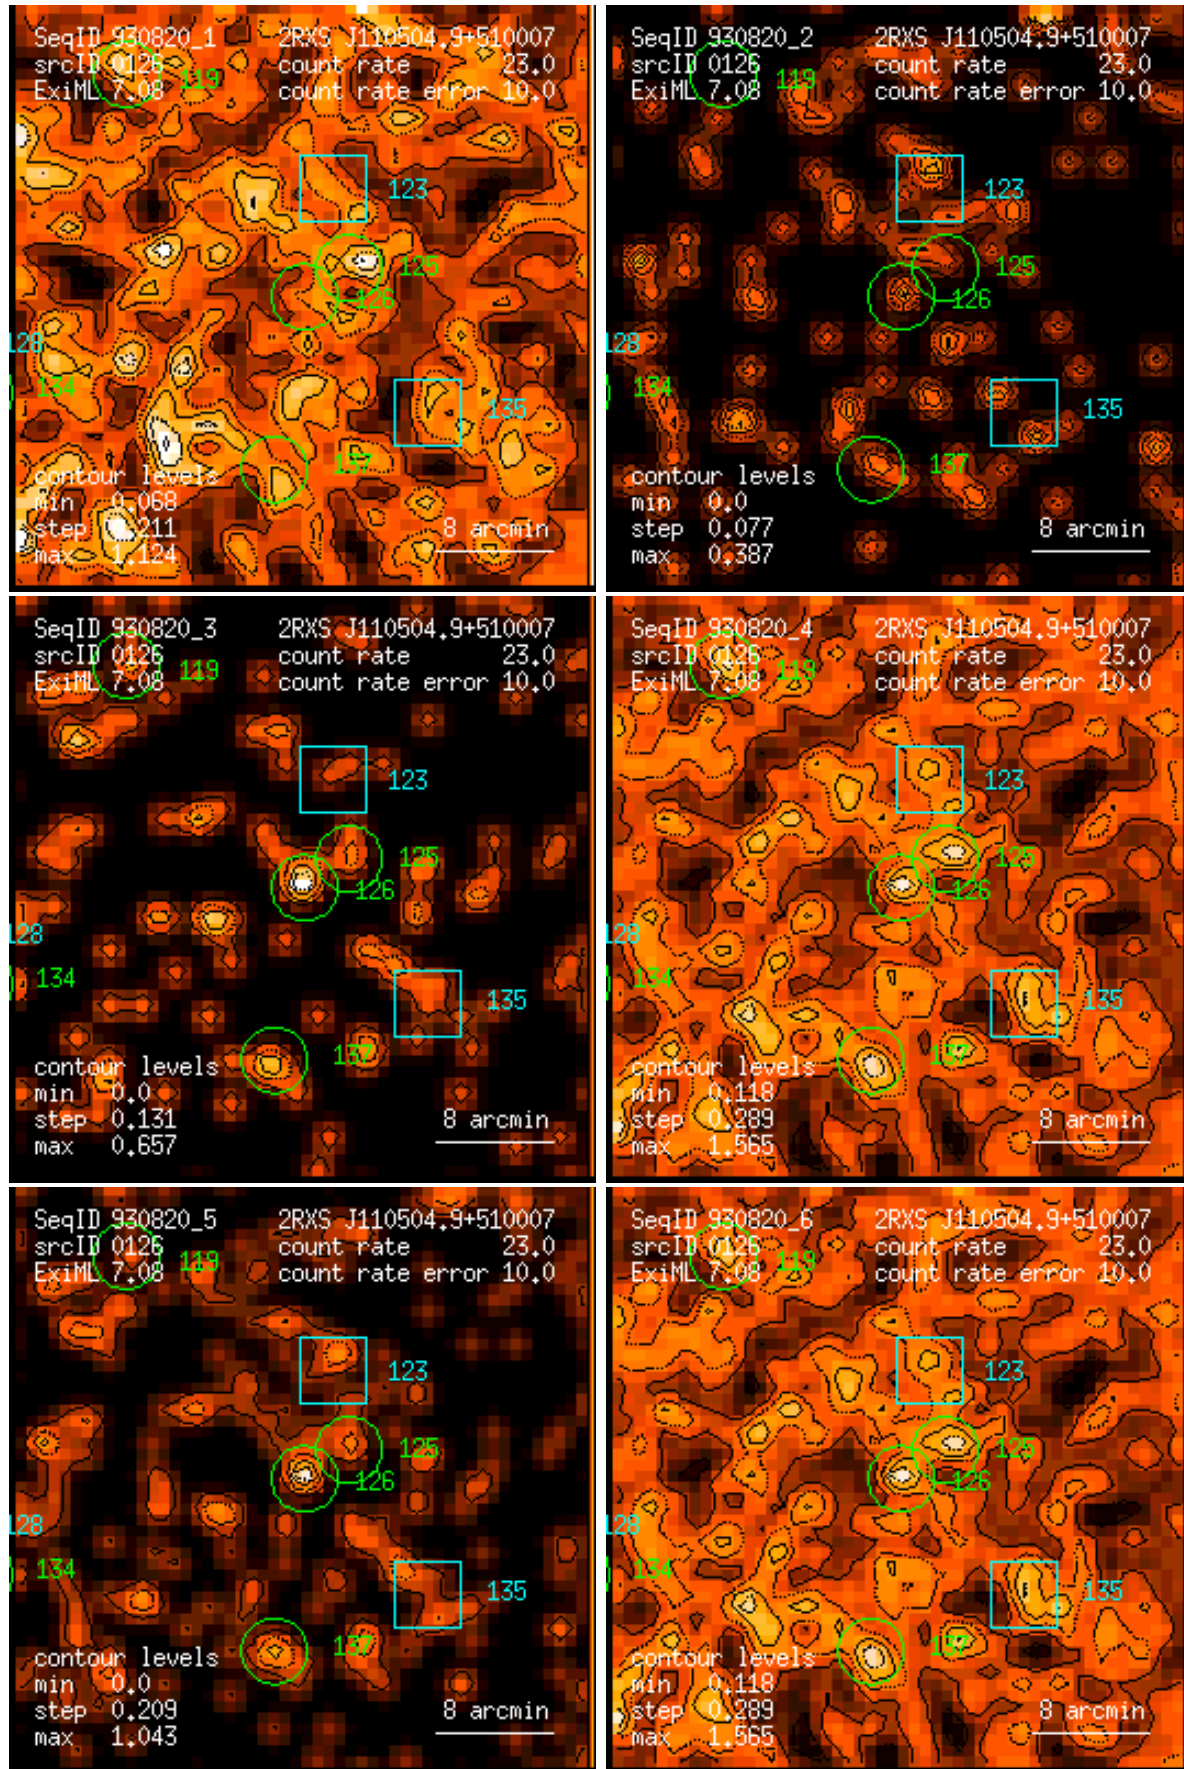 SeqID 930820_1 2RXS J110504.9+510007
srcID 0126 count rate 23.0
ExiML 7.08 count rate error 10.0
119
123
125
126
128
134
135
137
contour levels
min 0.068
step 0.211
max 1.124
8 arcmin
SeqID 930820_2 2RXS J110504.9+510007
srcID 0126 count rate 23.0
ExiML 7.08 count rate error 10.0
119
123
125
126
128
134
135
137
contour levels
min 0.0
step 0.077
max 0.387
8 arcmin
SeqID 930820_3 2RXS J110504.9+510007
srcID 0126 count rate 23.0
ExiML 7.08 count rate error 10.0
119
123
125
126
128
134
135
137
contour levels
min 0.0
step 0.131
max 0.657
8 arcmin
SeqID 930820_4 2RXS J110504.9+510007
srcID 0126 count rate 23.0
ExiML 7.08 count rate error 10.0
119
123
125
126
128
134
135
137
contour levels
min 0.118
step 0.289
max 1.565
8 arcmin
SeqID 930820_5 2RXS J110504.9+510007
srcID 0126 count rate 23.0
ExiML 7.08 count rate error 10.0
119
123
125
126
128
134
135
137
contour levels
min 0.0
step 0.209
max 1.043
8 arcmin
SeqID 930820_6 2RXS J110504.9+510007
srcID 0126 count rate 23.0
ExiML 7.08 count rate error 10.0
119
123
125
126
128
134
135
137
contour levels
min 0.118
step 0.289
max 1.565
8 arcmin